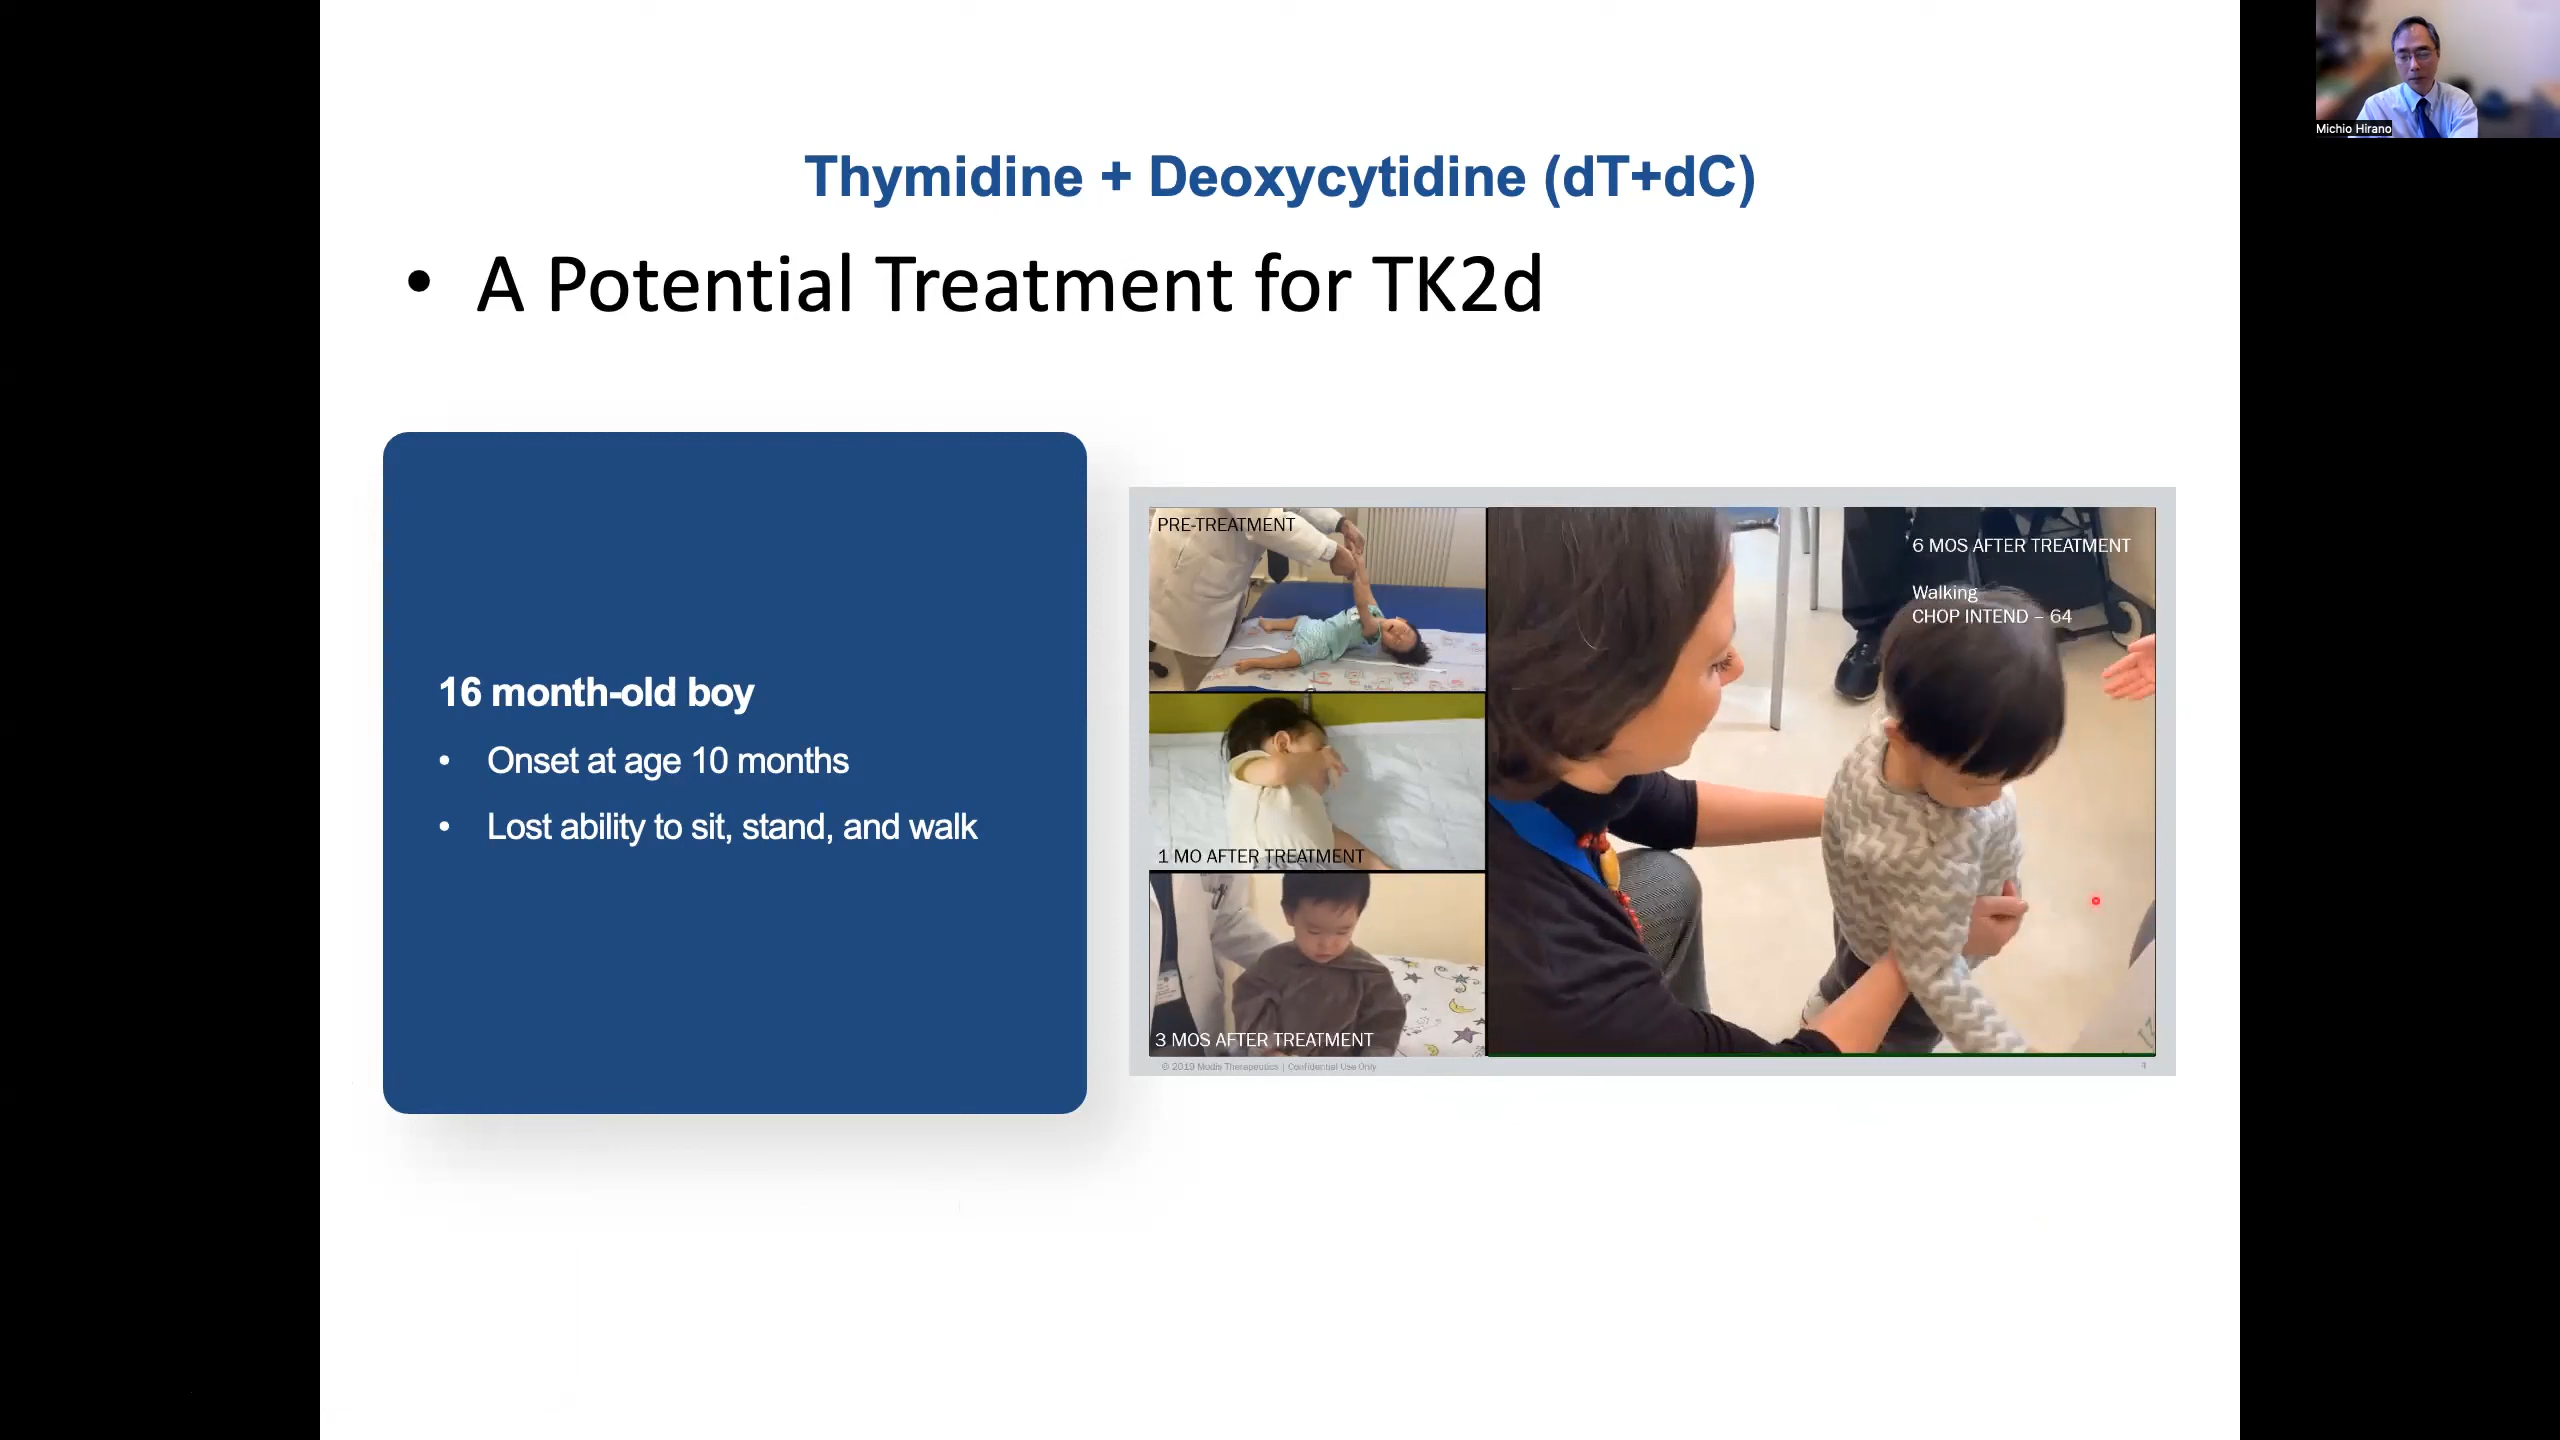 Michio Hirano
Thymidine + Deoxycytidine (dT+dC)
• A Potential Treatment for TK2d
16 month-old boy
• Onset at age 10 months
• Lost ability to sit, stand, and walk
PRE-TREATMENT
1 MO AFTER TREATMENT
3 MOS AFTER TREATMENT
6 MOS AFTER TREATMENT
Walking
CHOP INTEND – 64
© 2019 Modis Therapeutics | Confidential Use Only
4